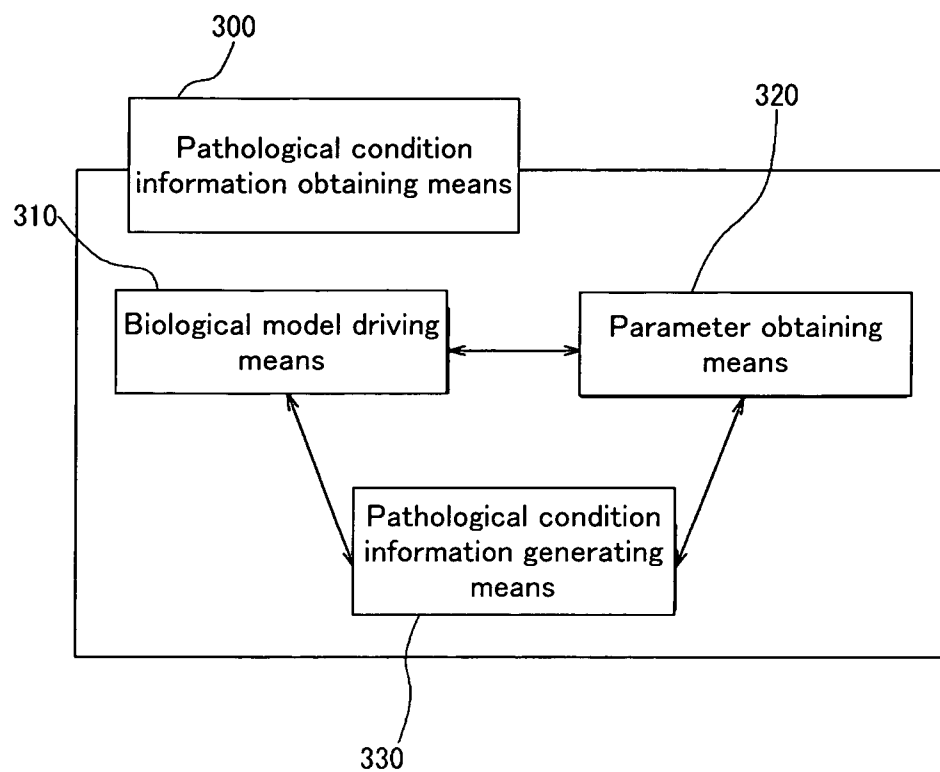 300
320
Pathological condition
information obtaining means
310
Biological model driving
means
Parameter obtaining
means
Pathological condition
information generating
means
330